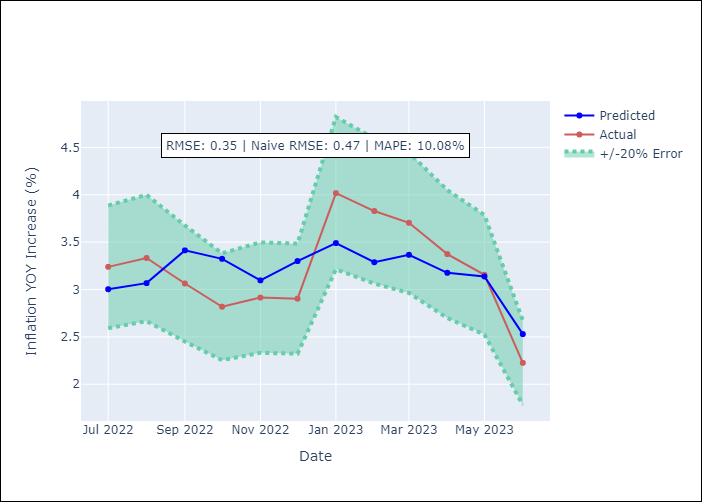 RMSE: 0.35 | Naive RMSE: 0.47 | MAPE: 10.08%
Predicted
Actual
+/-20% Error
Inflation YOY Increase (%)
4.5
4
3.5
3
2.5
2
Jul 2022
Sep 2022
Nov 2022
Jan 2023
Mar 2023
May 2023
Date